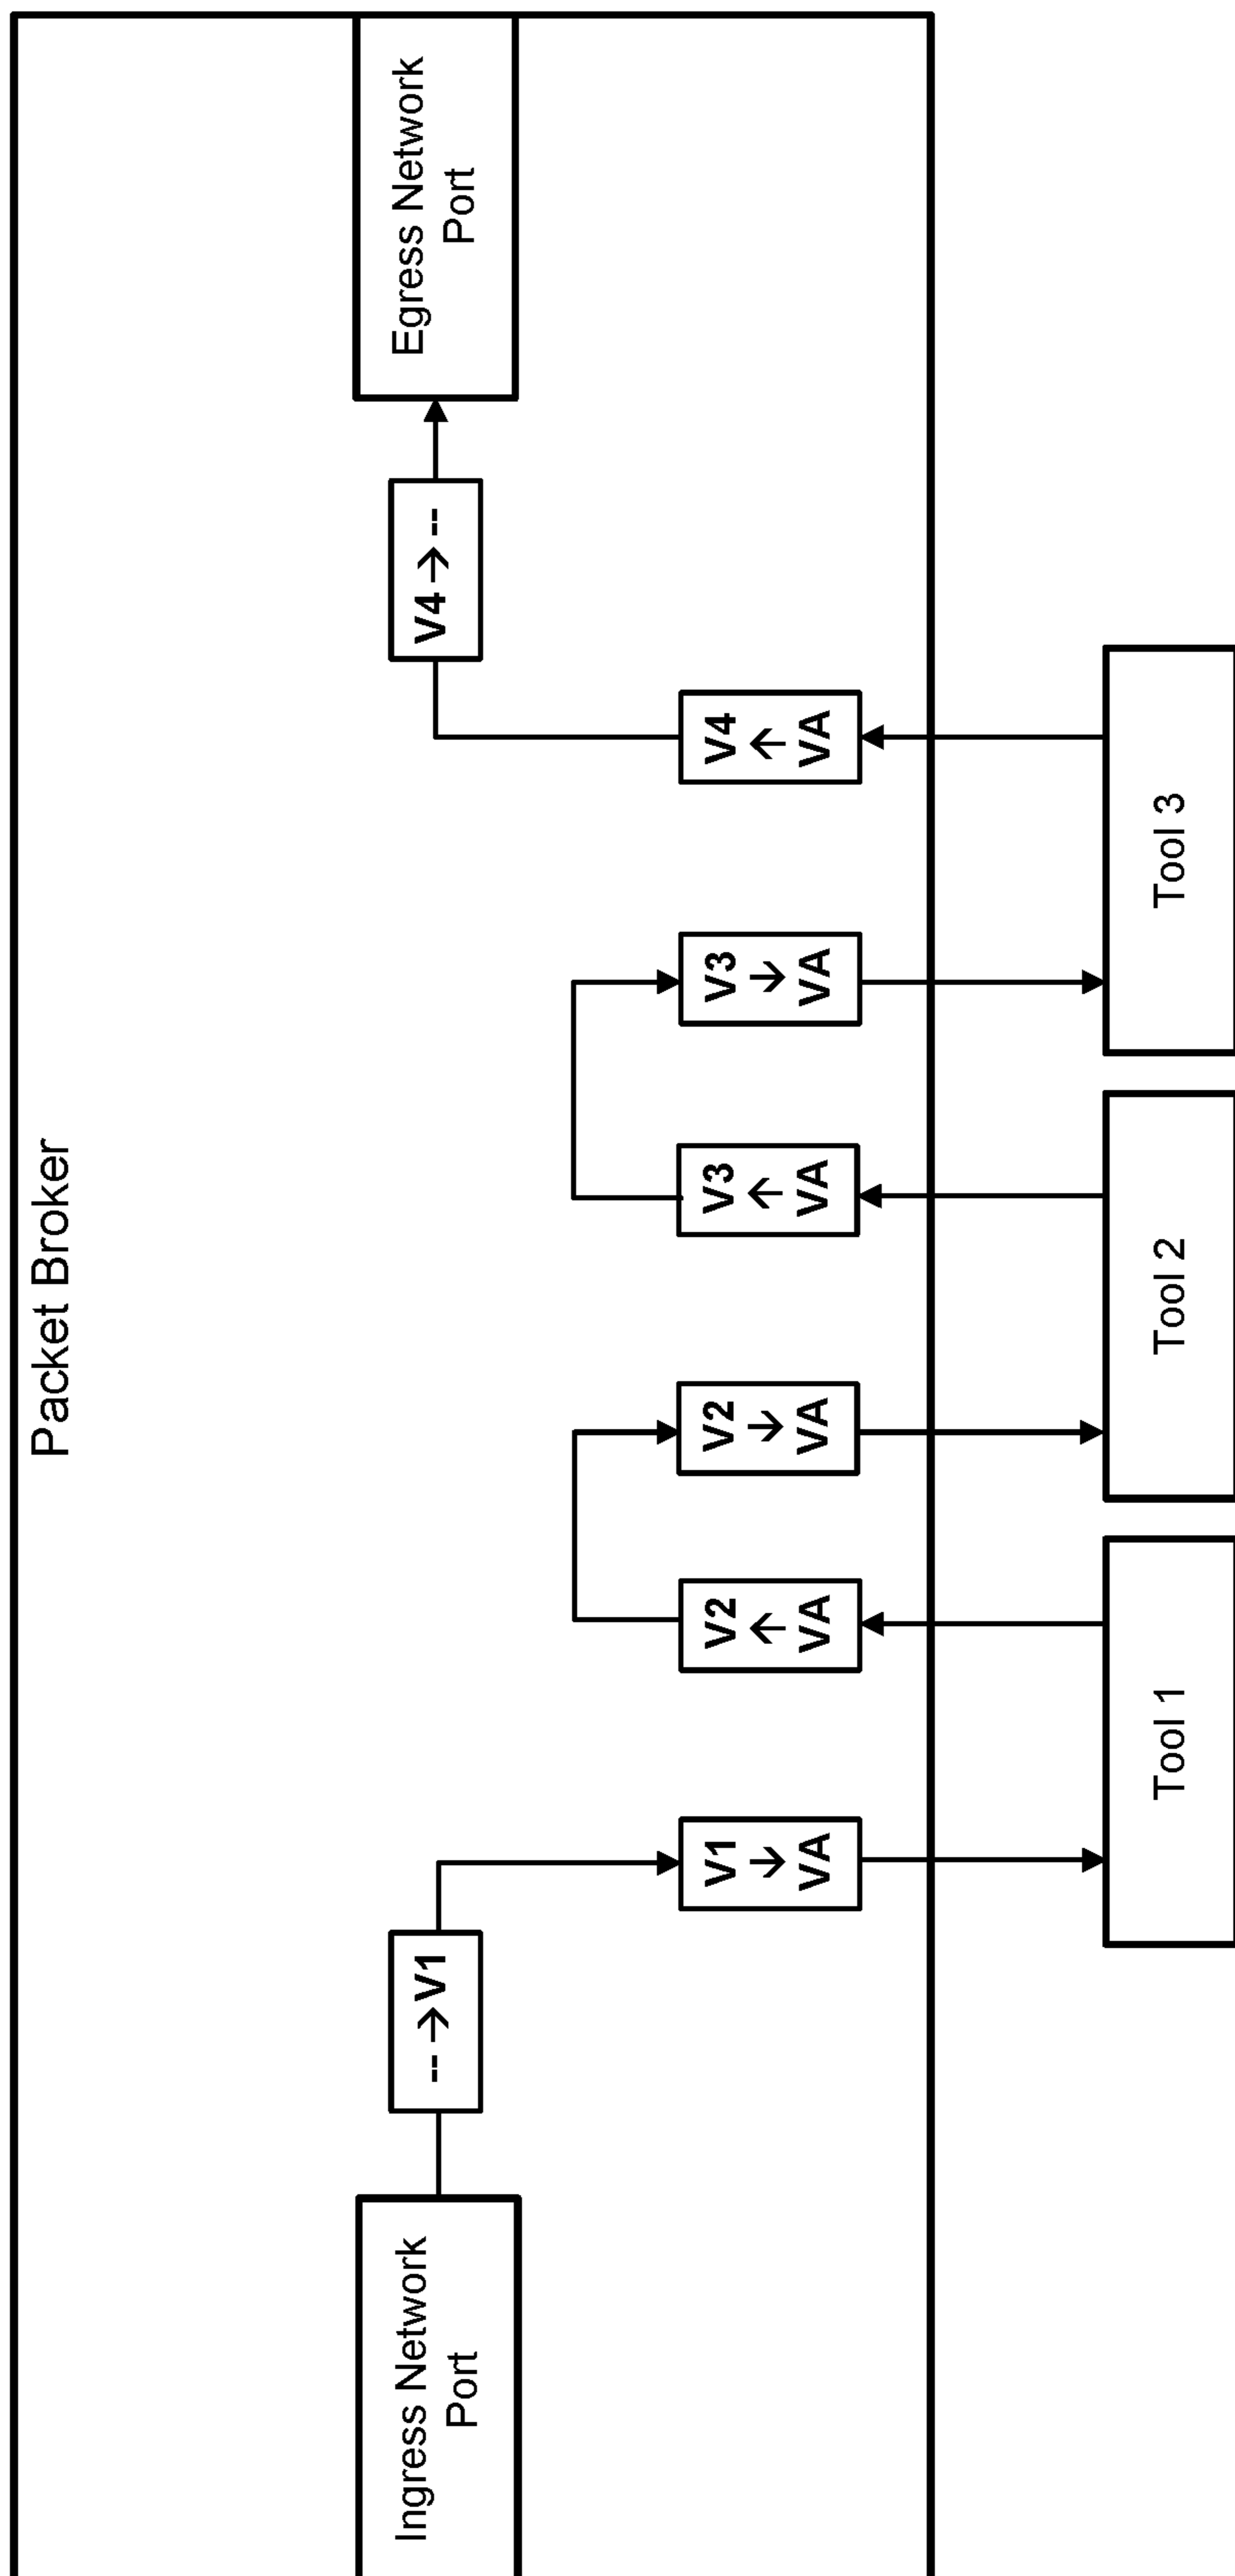 Packet Broker
Ingress Network
Port
-- → V1
V4 → --
Egress Network
Port
V1
↓
VA
V2
↑
VA
V2
↓
VA
V3
↑
VA
V3
↓
VA
V4
↑
VA
Tool 1
Tool 2
Tool 3